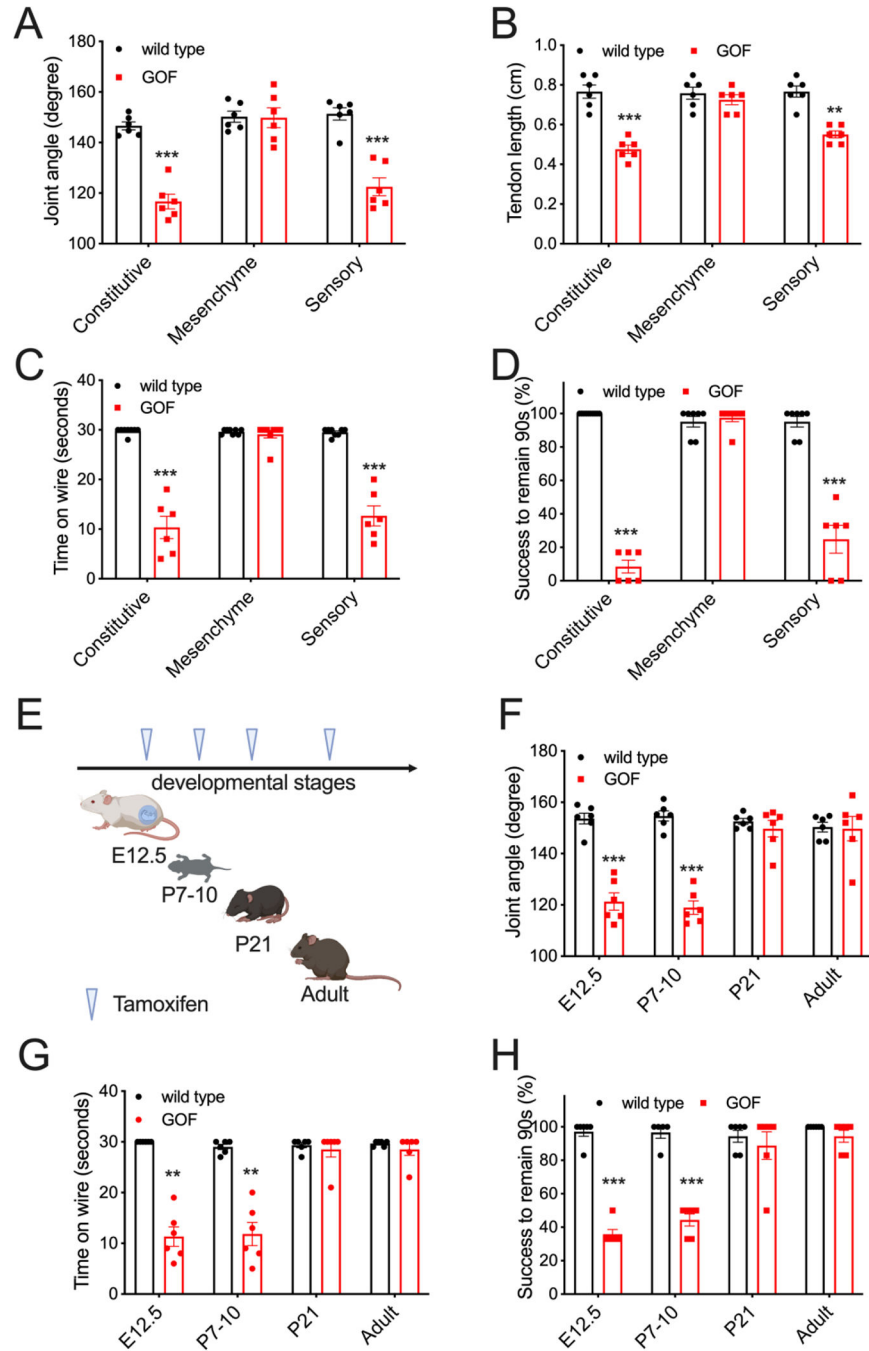 A
Joint angle (degree)
180
160
140
120
100
wild type
GOF
***
***
Constitutive
Mesenchyme
Sensory
B
Tendon length (cm)
1.0
0.8
0.6
0.4
0.2
0.0
wild type
GOF
***
**
Constitutive
Mesenchyme
Sensory
C
Time on wire (seconds)
40
30
20
10
0
wild type
GOF
***
***
Constitutive
Mesenchyme
Sensory
D
Success to remain 90s (%)
100
80
60
40
20
0
wild type
GOF
***
***
Constitutive
Mesenchyme
Sensory
E
developmental stages
E12.5
P7-10
P21
Adult
Tamoxifen
F
Joint angle (degree)
180
160
140
120
100
wild type
GOF
***
***
E12.5
P7-10
P21
Adult
G
Time on wire (seconds)
40
30
20
10
0
wild type
GOF
**
**
E12.5
P7-10
P21
Adult
H
Success to remain 90s (%)
100
80
60
40
20
0
wild type
GOF
***
***
E12.5
P7-10
P21
Adult